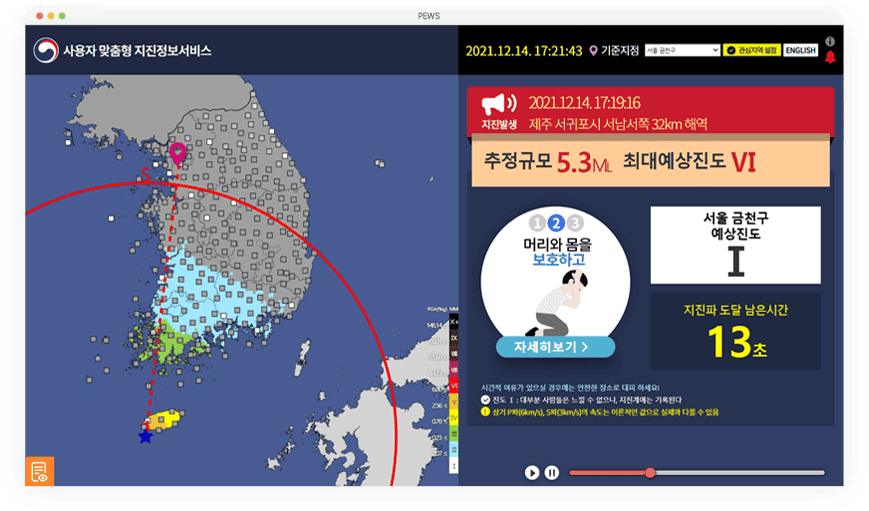 PEWS
사용자 맞춤형 지진정보서비스
2021.12.14. 17:21:43 기준지점 서울 금천구 관심지역 설정 ENGLISH
2021.12.14. 17:19:16
지진발생 제주 서귀포시 서남서쪽 32km 해역
추정규모 5.3ML 최대예상진도 VI
S
1 2 3
머리와 몸을
보호하고
자세히보기 >
서울 금천구
예상진도
I
지진파 도달 남은시간
13초
시간적 여유가 있으실 경우에는 안전한 장소로 대피 하세요!
진도 I : 대부분 사람들은 느낄 수 없으나, 지진계에는 기록된다
상기 P파(6km/s), S파(3km/s)의 속도는 이론적인 값으로 실제와 다를 수 있음
PGA(%g) MM
X+
IX
VIII
VII
VI
V
IV
III
II
I